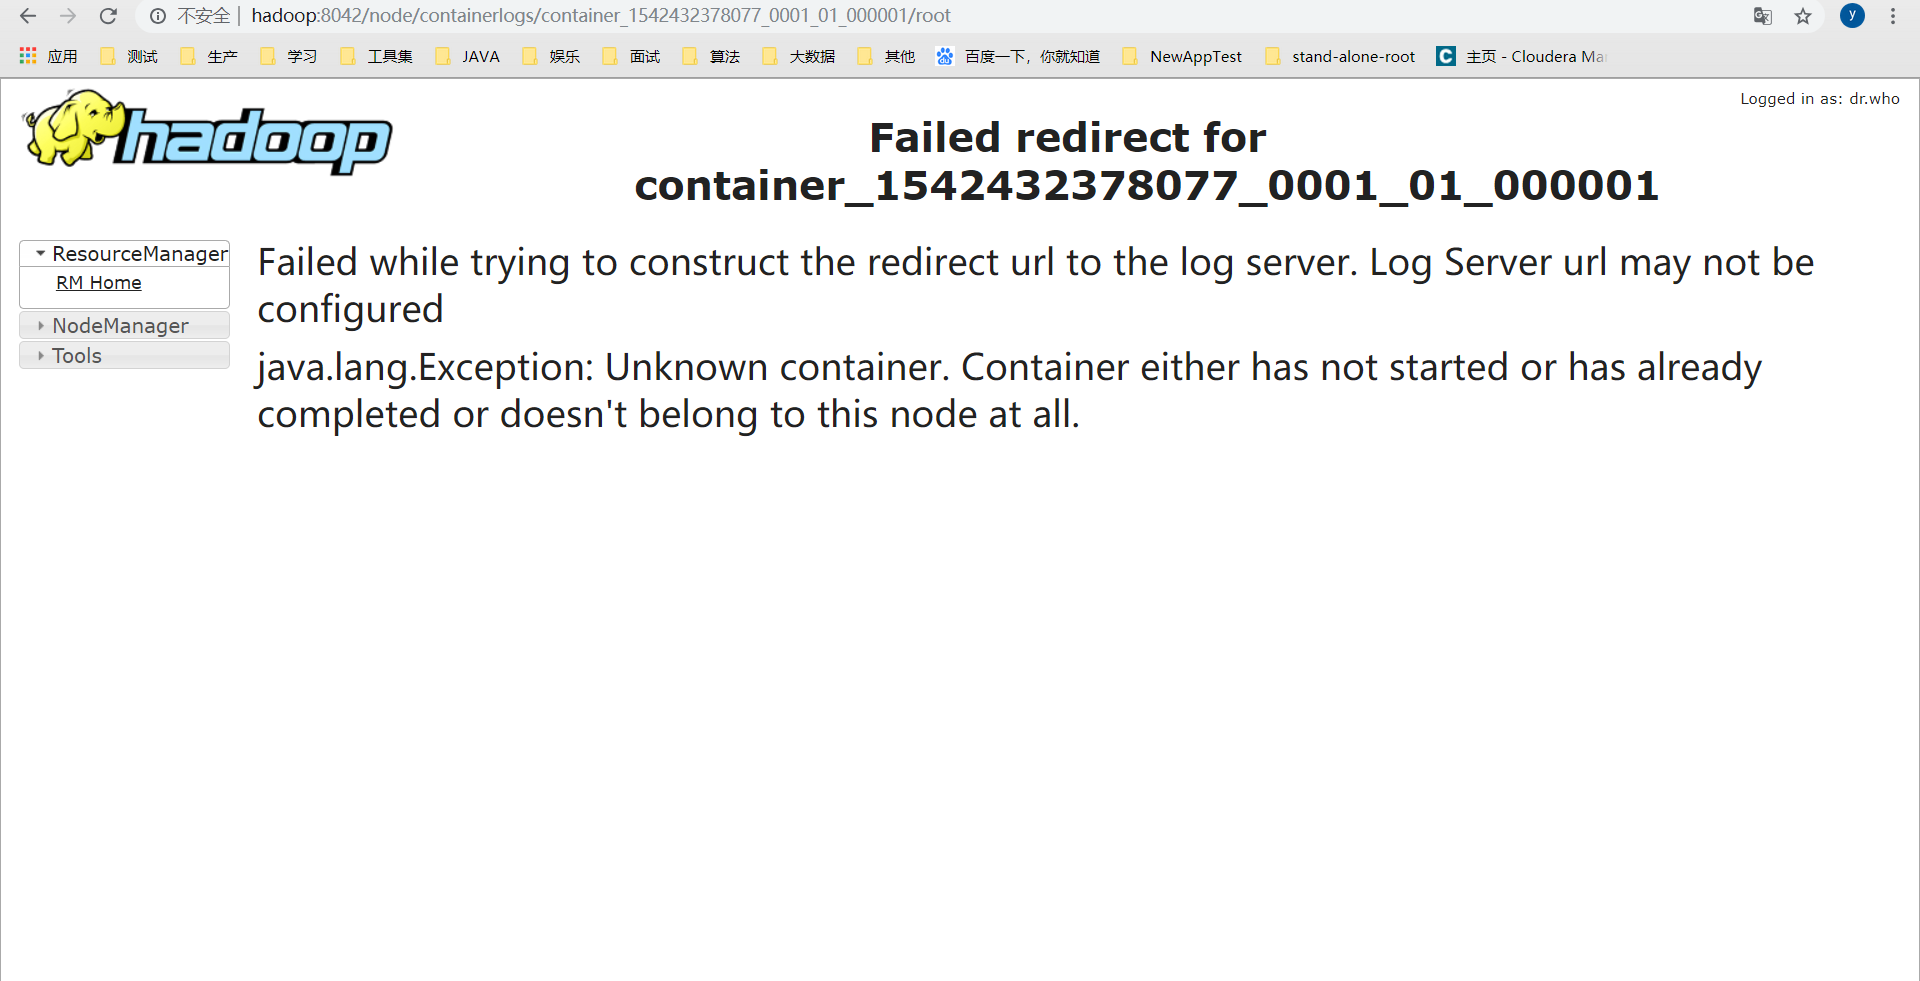 不安全 | hadoop:8042/node/containerlogs/container_1542432378077_0001_01_000001/root
y
应用 测试 生产 学习 工具集 JAVA 娱乐 面试 算法 大数据 其他 百度一下，你就知道 NewAppTest stand-alone-root 主页 - Cloudera Ma
hadoop
Logged in as: dr.who
Failed redirect for
container_1542432378077_0001_01_000001
ResourceManager
RM Home
NodeManager
Tools
Failed while trying to construct the redirect url to the log server. Log Server url may not be
configured
java.lang.Exception: Unknown container. Container either has not started or has already
completed or doesn't belong to this node at all.